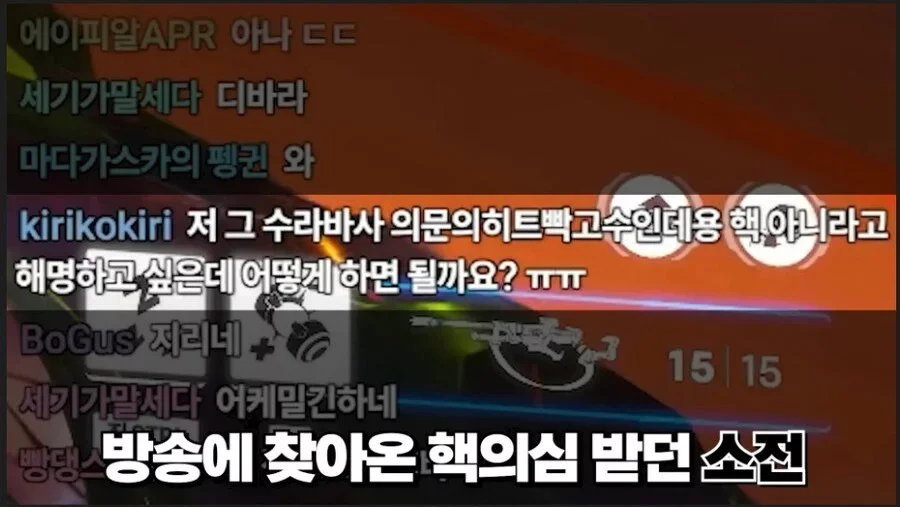 에이피알APR 아나 ㄷㄷ
세기가말세다 디바라
마다가스카의 펭귄 와
kirikokiri 저 그 수라바사 의문의히트빡고수인데용 핵 아니라고
해명하고 싶은데 어떻게 하면 될까요? ㅠㅠ
BoGus 지리네
15 | 15
세기가말세다 어케밀킨하네
빵댕스
방송에 찾아온 핵의심 받던 소전